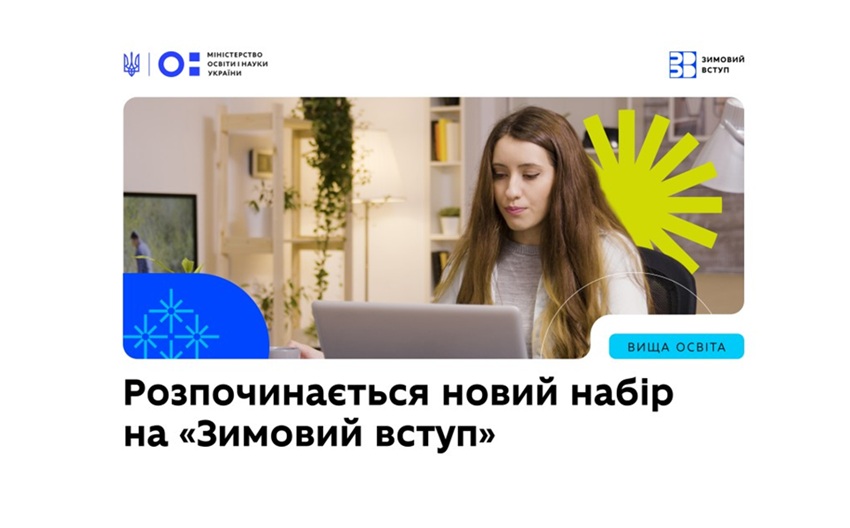 МІНІСТЕРСТВО
ОСВІТИ І НАУКИ
УКРАЇНИ
ЗИМОВИЙ
ВСТУП
ВИЩА ОСВІТА
Розпочинається новий набір
на «Зимовий вступ»